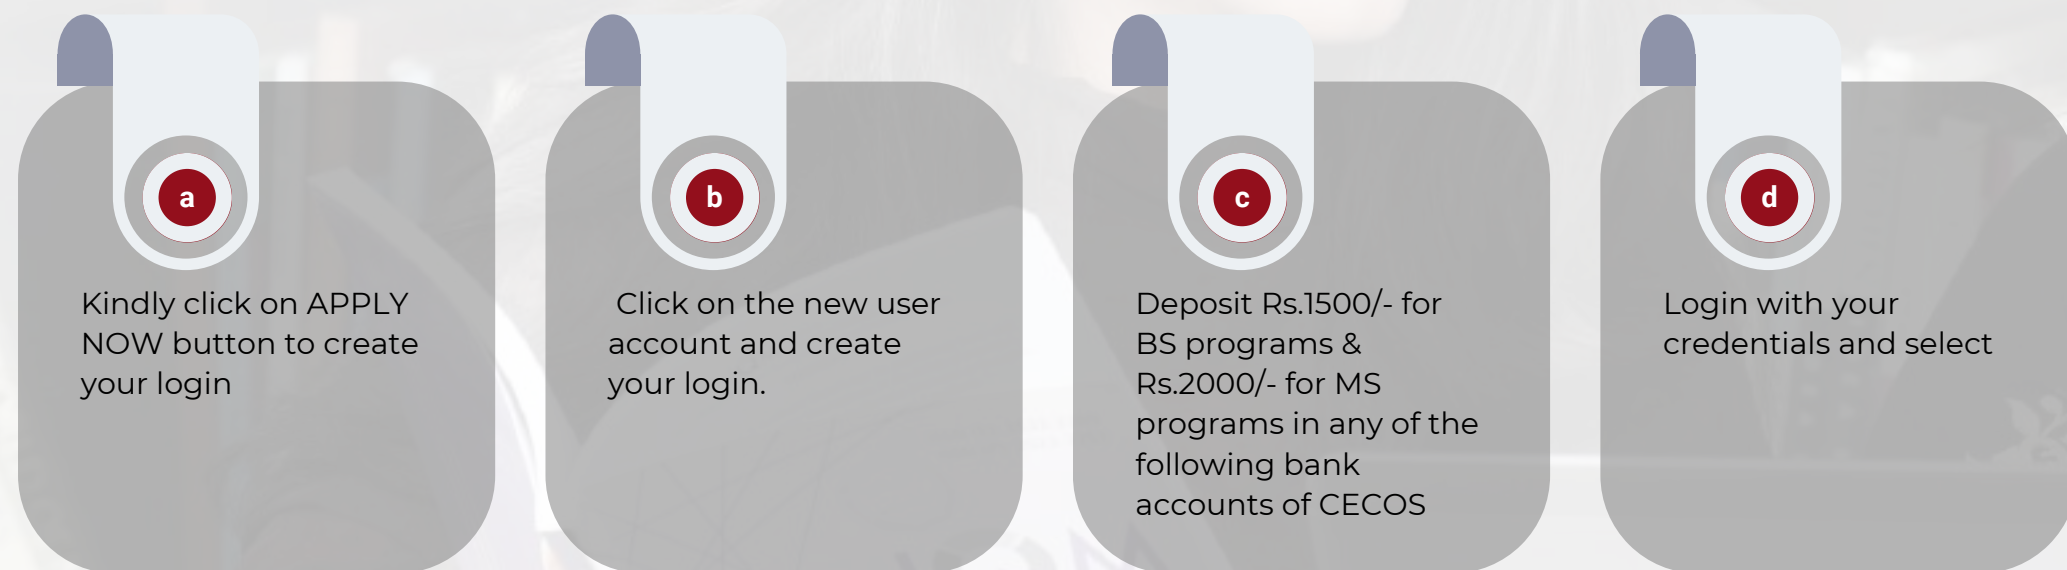 a
Kindly click on APPLY
NOW button to create
your login
b
Click on the new user
account and create
your login.
c
Deposit Rs.1500/- for
BS programs &
Rs.2000/- for MS
programs in any of the
following bank
accounts of CECOS
d
Login with your
credentials and select